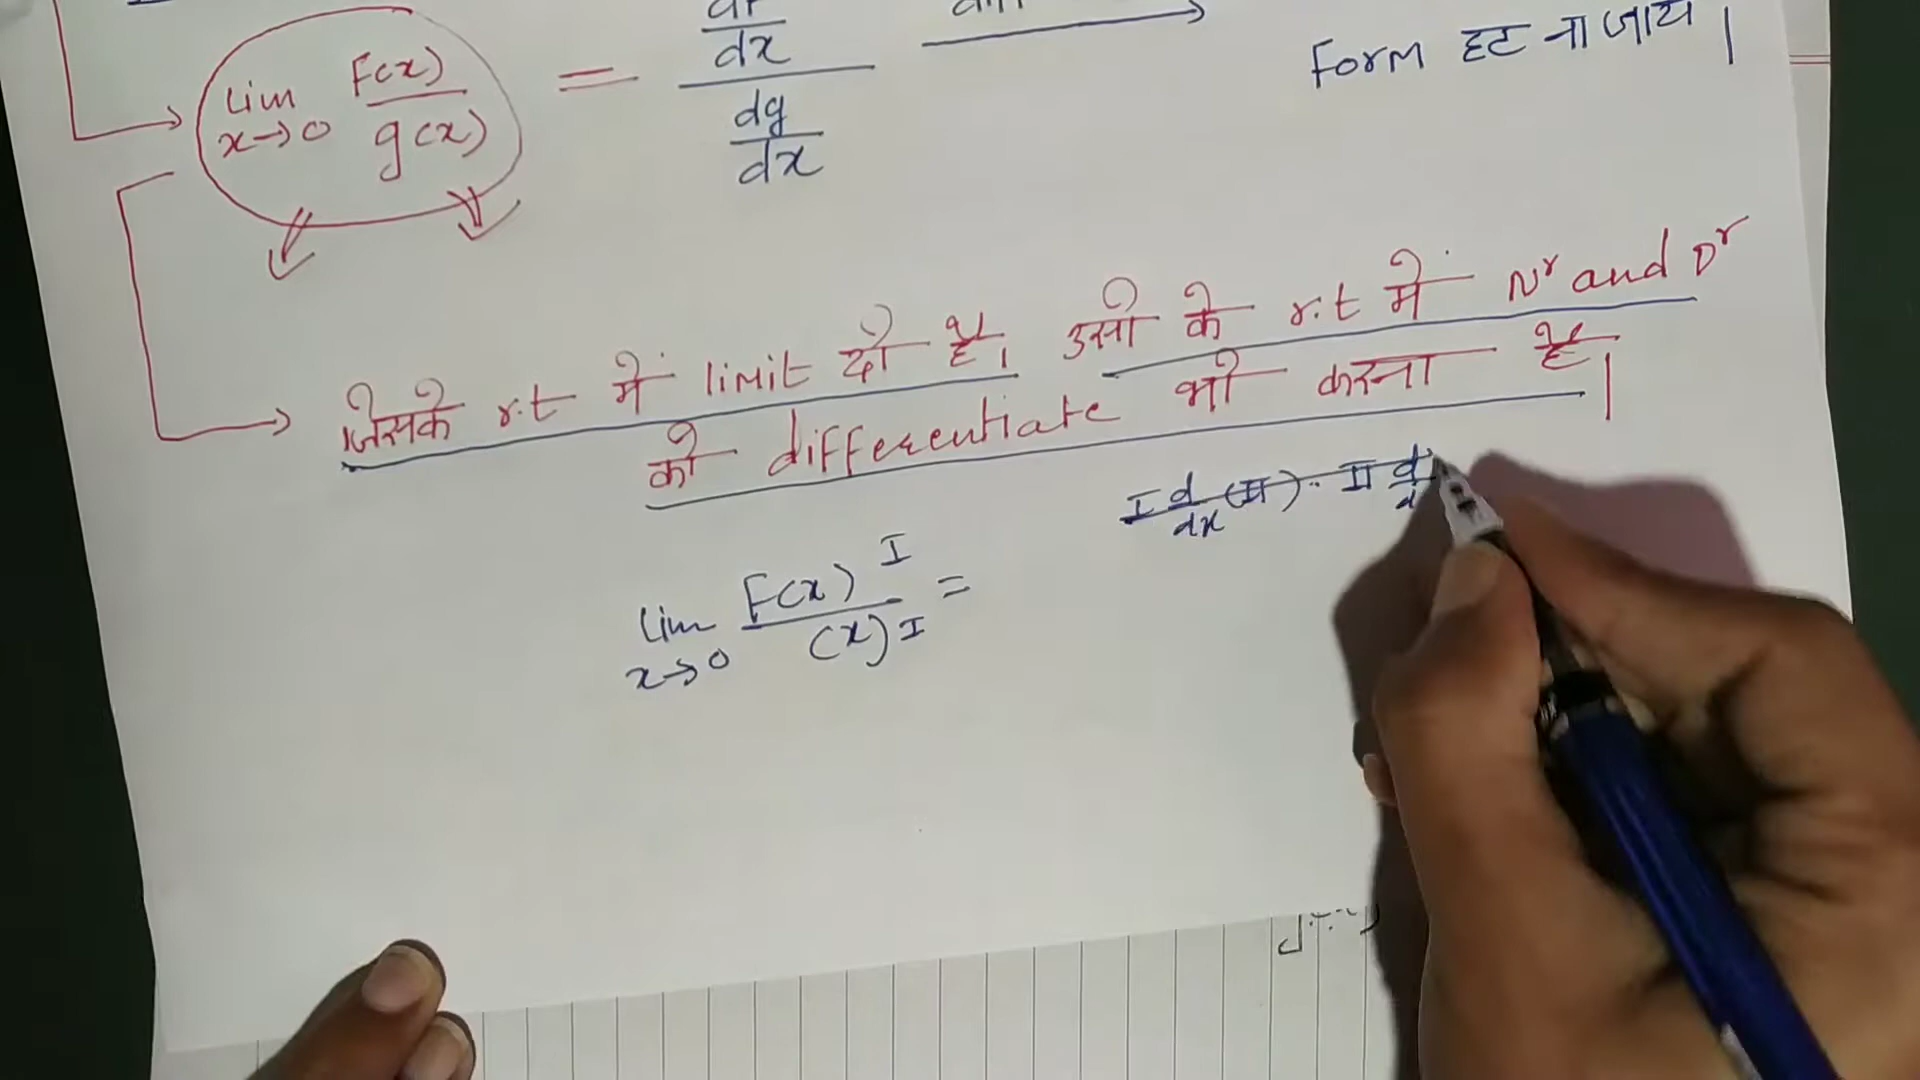 lim x→0 F(x)/g(x) = dF/dx / dg/dx
Form हट ना जाय।
जिसके r.t में limit दी है। उसी के r.t में Nʳ and Dʳ
को differentiate भी करना है।
I d/dx (II) - II d/d
lim x→0 F(x) I / (x) I =